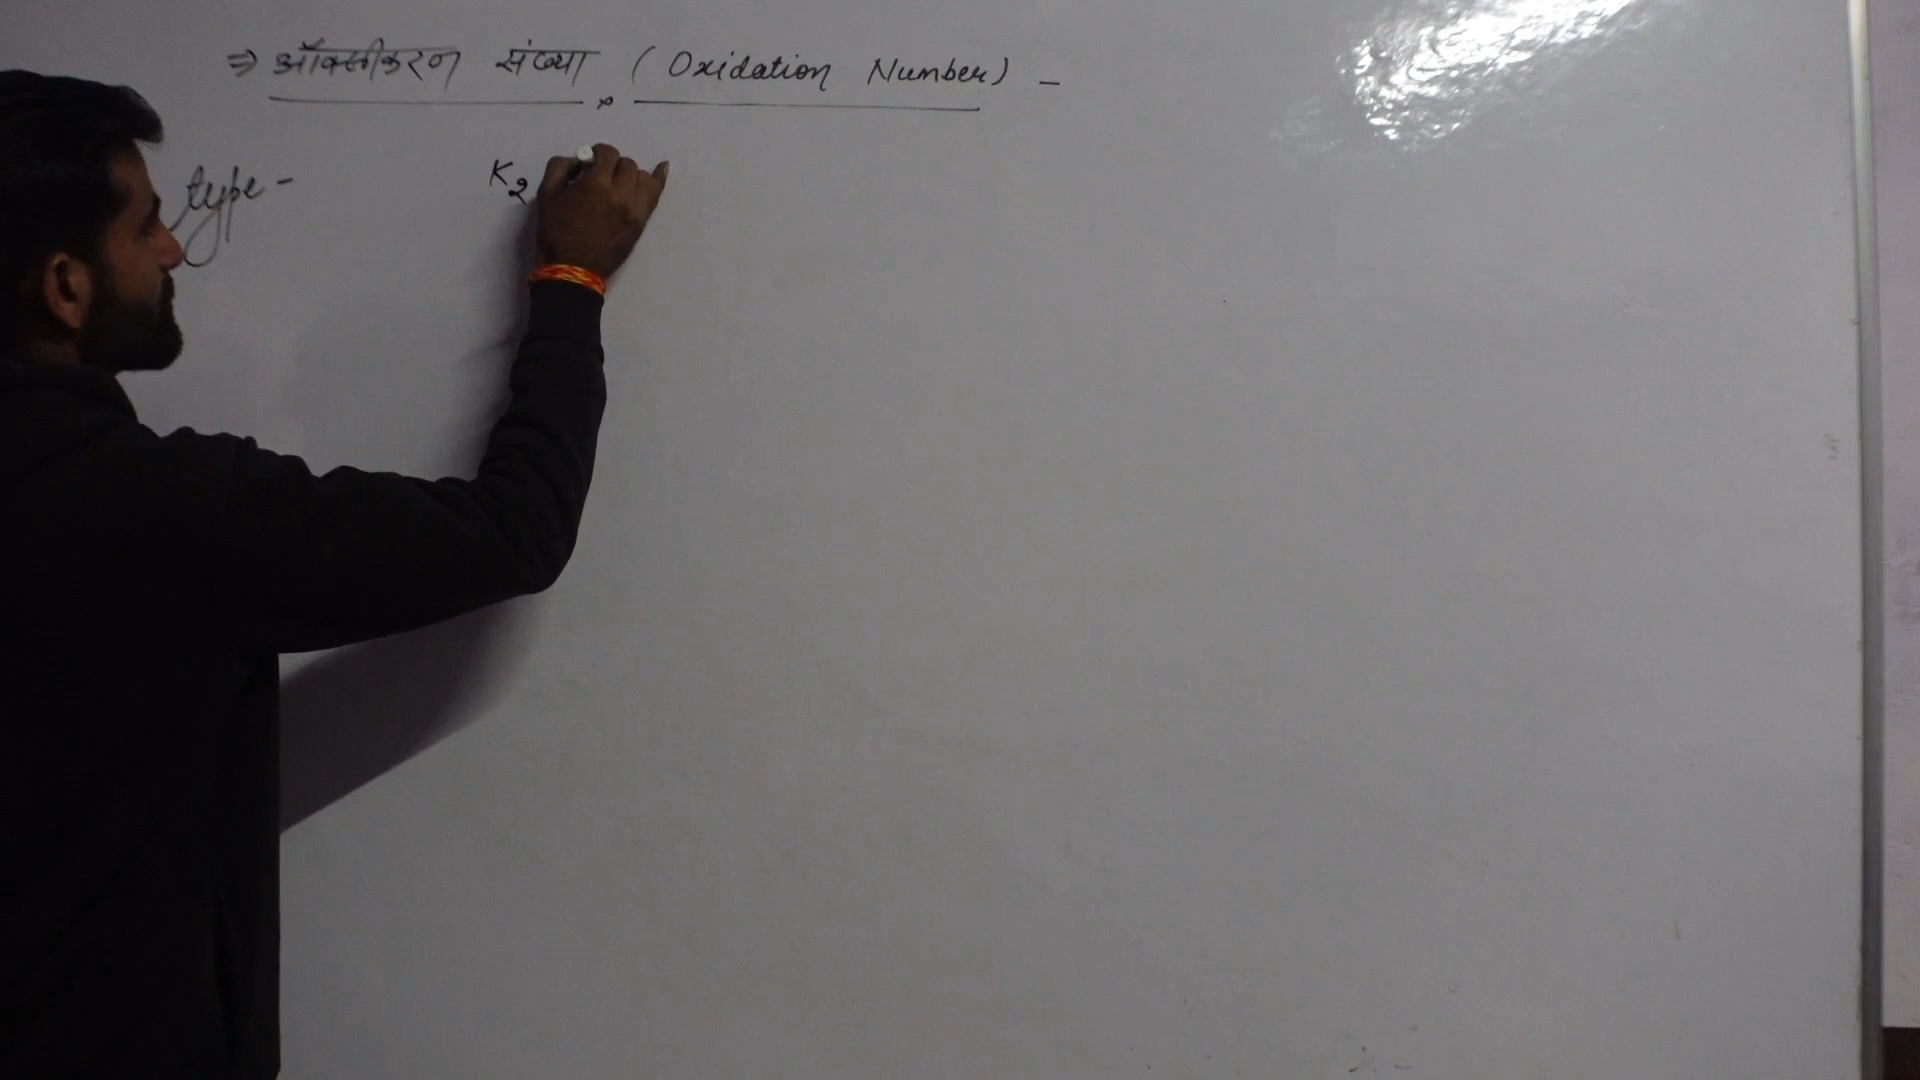 ⇒ ऑक्सीकरण संख्या ( Oxidation Number) -
type -
K₂